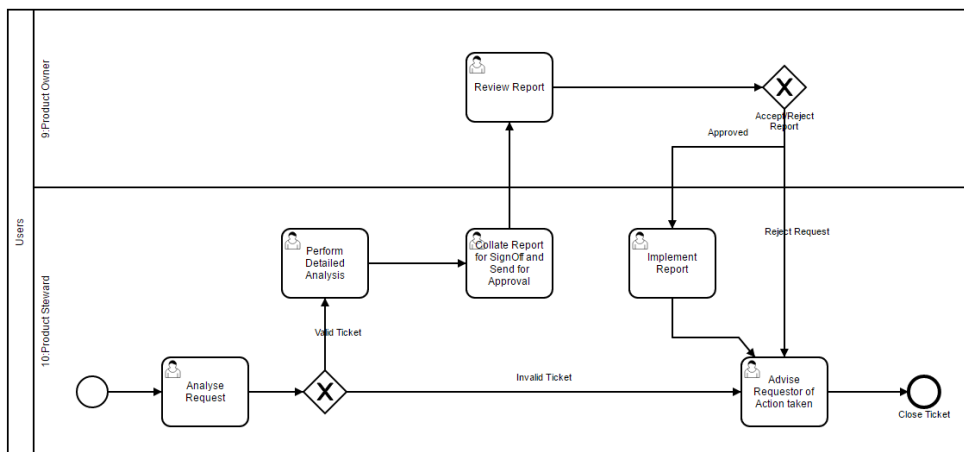 Users
9:Product Owner
10:Product Steward
Review Report
Accept/Reject
Report
Approved
Perform
Detailed
Analysis
Collate Report
for SignOff and
Send for
Approval
Implement
Report
Reject Request
Valid Ticket
Analyse
Request
Invalid Ticket
Advise
Requestor of
Action taken
Close Ticket